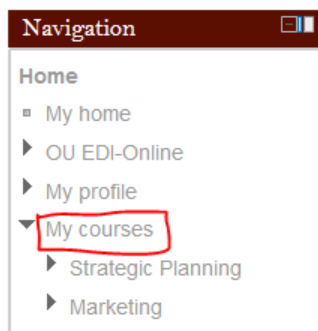 Navigation
Home
My home
OU EDI-Online
My profile
My courses
Strategic Planning
Marketing